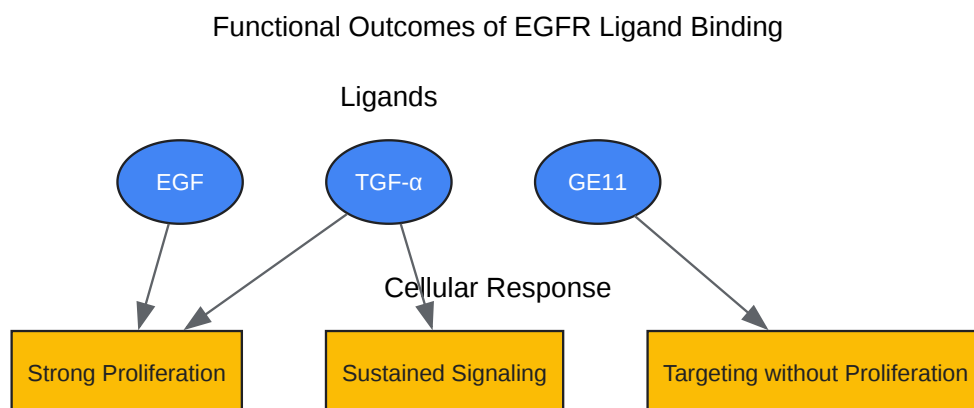 Functional Outcomes of EGFR Ligand Binding
Ligands
EGF
TGF-α
GE11
Cellular Response
Strong Proliferation
Sustained Signaling
Targeting without Proliferation